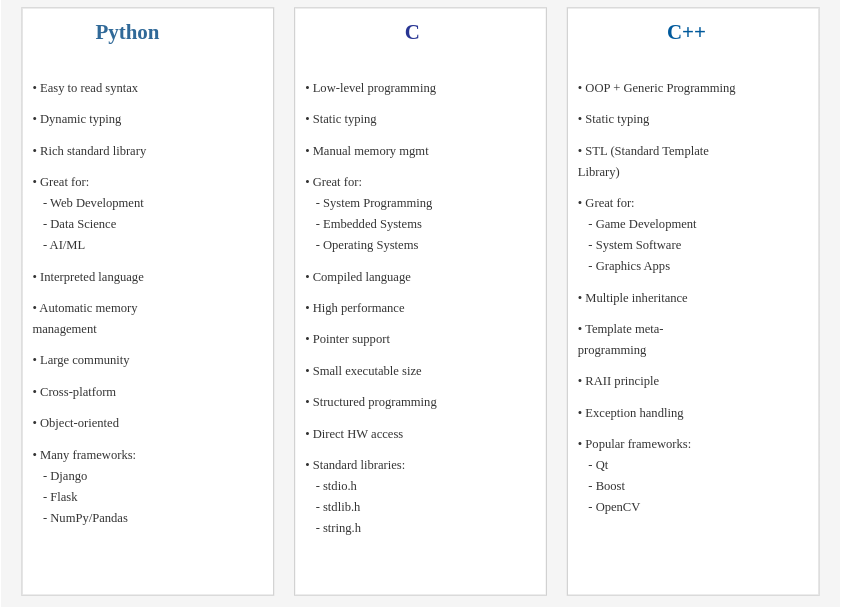 Python
• Easy to read syntax
• Dynamic typing
• Rich standard library
• Great for:
- Web Development
- Data Science
- AI/ML
• Interpreted language
• Automatic memory
management
• Large community
• Cross-platform
• Object-oriented
• Many frameworks:
- Django
- Flask
- NumPy/Pandas
C
• Low-level programming
• Static typing
• Manual memory mgmt
• Great for:
- System Programming
- Embedded Systems
- Operating Systems
• Compiled language
• High performance
• Pointer support
• Small executable size
• Structured programming
• Direct HW access
• Standard libraries:
- stdio.h
- stdlib.h
- string.h
C++
• OOP + Generic Programming
• Static typing
• STL (Standard Template
Library)
• Great for:
- Game Development
- System Software
- Graphics Apps
• Multiple inheritance
• Template meta-
programming
• RAII principle
• Exception handling
• Popular frameworks:
- Qt
- Boost
- OpenCV